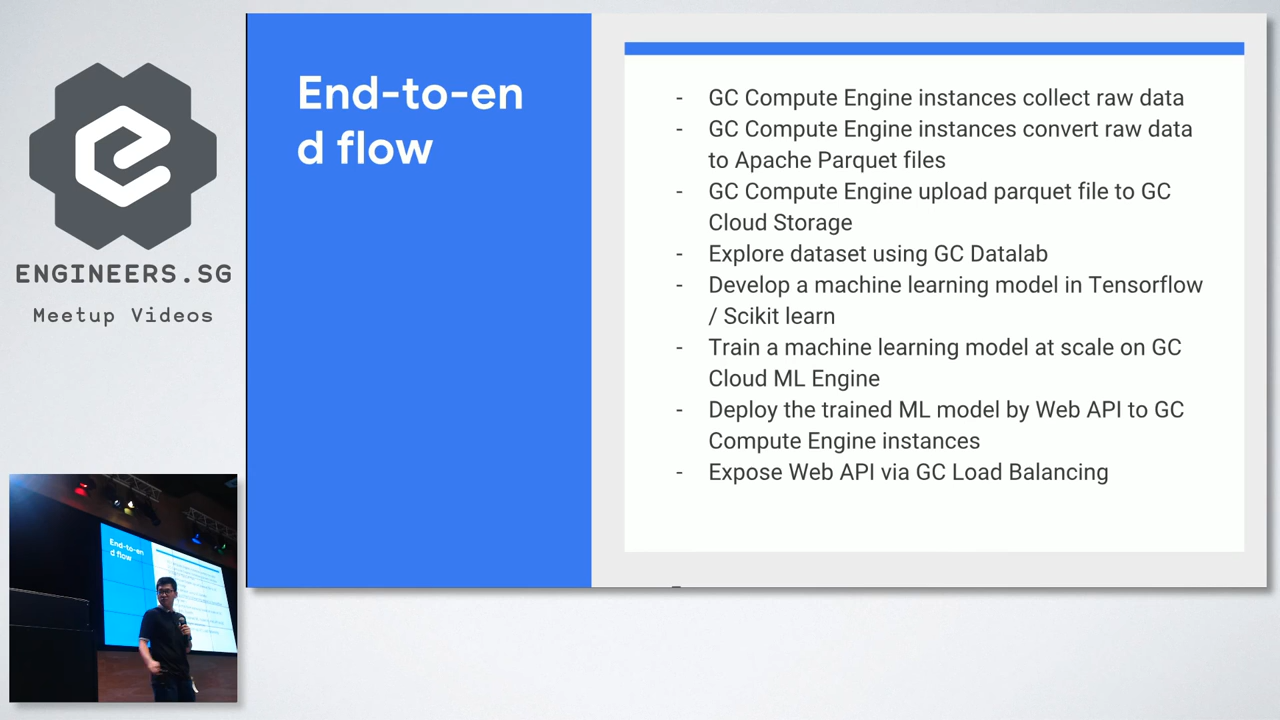 End-to-en
d flow
- GC Compute Engine instances collect raw data
- GC Compute Engine instances convert raw data
to Apache Parquet files
- GC Compute Engine upload parquet file to GC
Cloud Storage
- Explore dataset using GC Datalab
- Develop a machine learning model in Tensorflow
/ Scikit learn
- Train a machine learning model at scale on GC
Cloud ML Engine
- Deploy the trained ML model by Web API to GC
Compute Engine instances
- Expose Web API via GC Load Balancing
ENGINEERS.SG
Meetup Videos
End-to-en
d flow